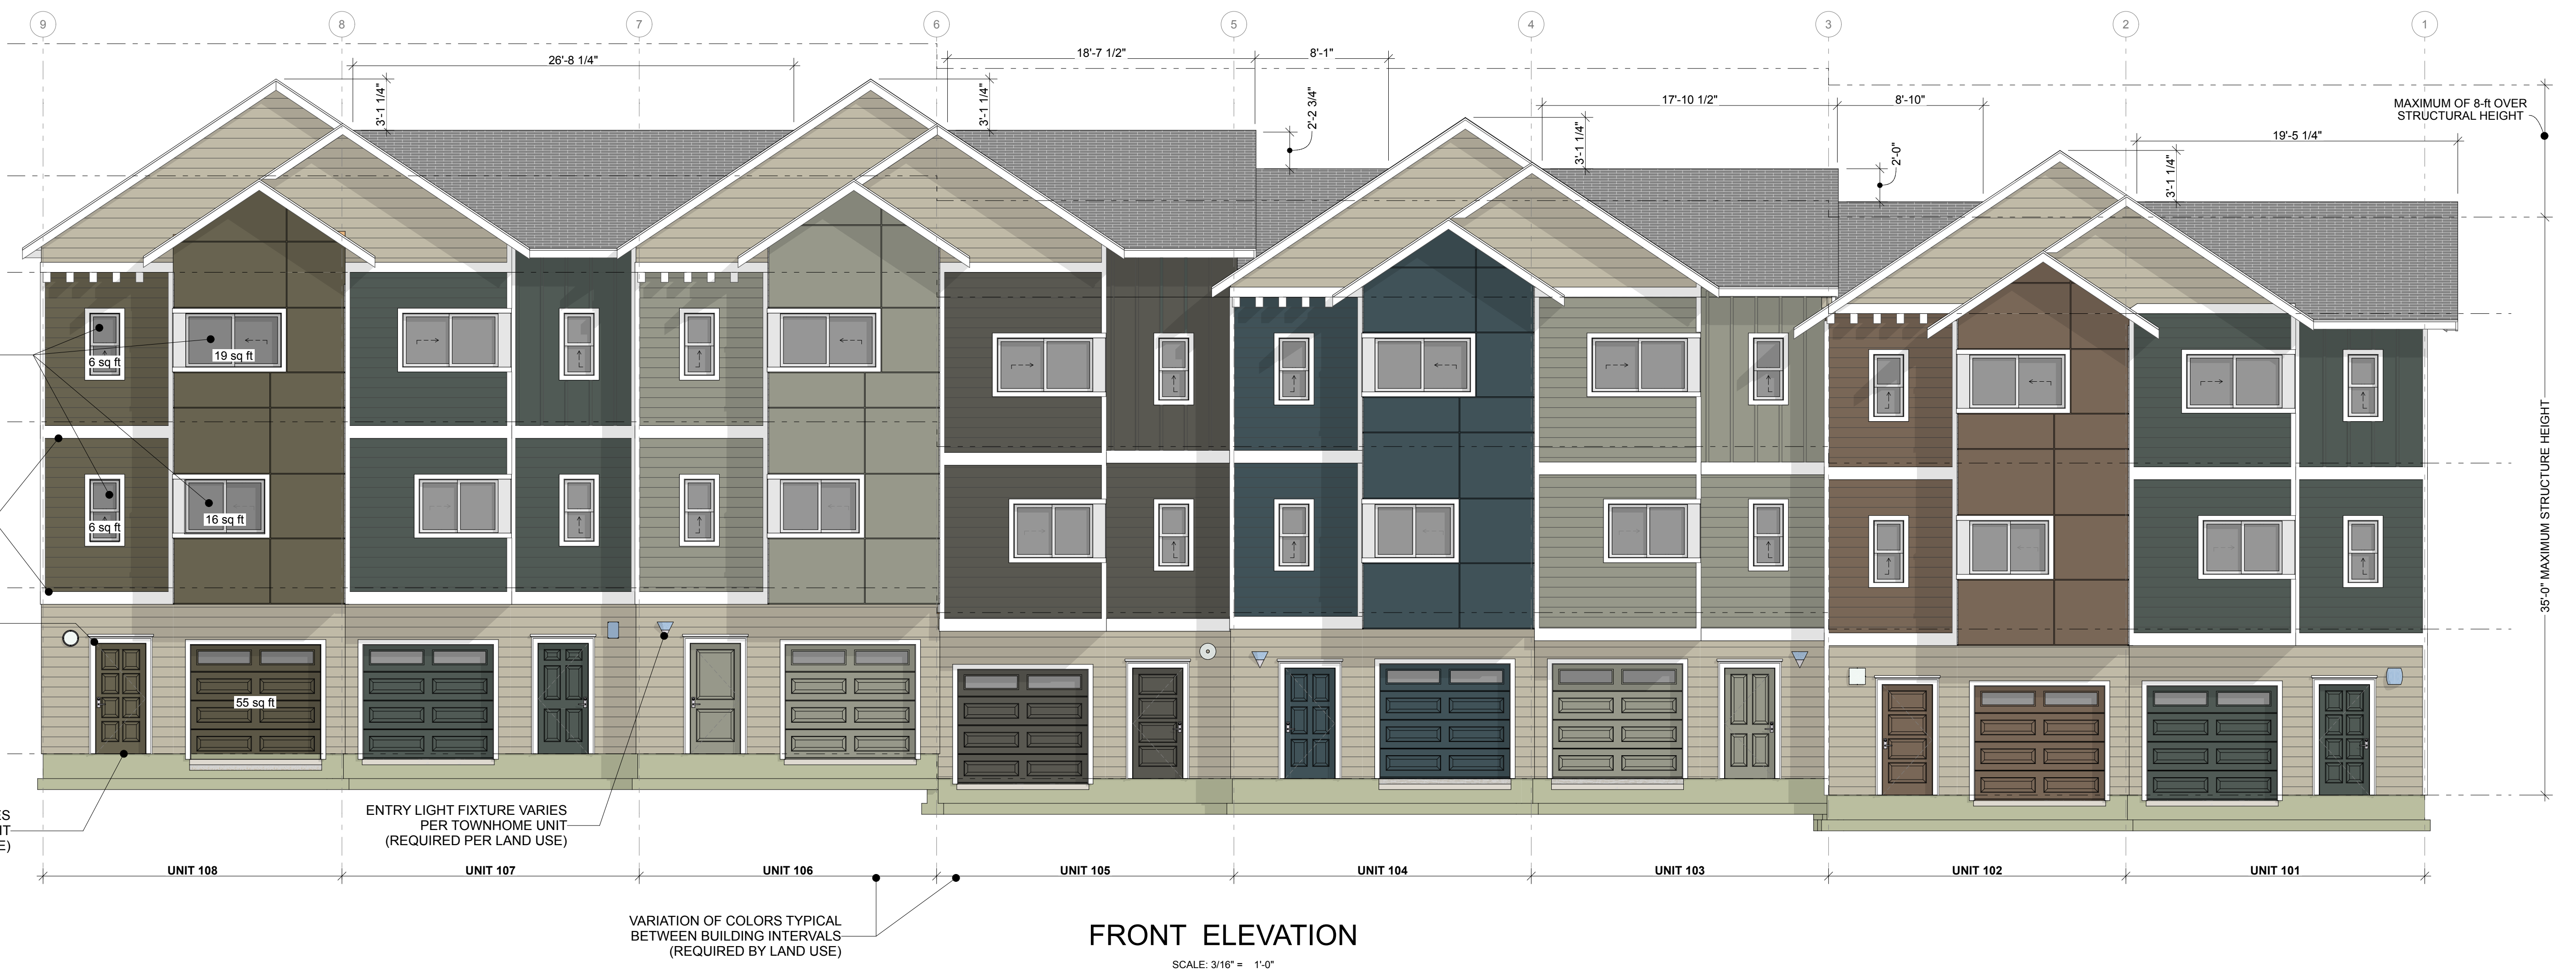 9 8 7 6 5 4 3 2 1
26'-8 1/4"
18'-7 1/2"
8'-1"
3'-1 1/4"
3'-1 1/4"
2'-2 3/4"
17'-10 1/2"
8'-10"
3'-1 1/4"
2'-0"
19'-5 1/4"
3'-1 1/4"
MAXIMUM OF 8-ft OVER
STRUCTURAL HEIGHT
35'-0" MAXIMUM STRUCTURE HEIGHT
6 sq ft
19 sq ft
6 sq ft
16 sq ft
55 sq ft
ES
IT
E)
ENTRY LIGHT FIXTURE VARIES
PER TOWNHOME UNIT
(REQUIRED PER LAND USE)
UNIT 108 UNIT 107 UNIT 106 UNIT 105 UNIT 104 UNIT 103 UNIT 102 UNIT 101
VARIATION OF COLORS TYPICAL
BETWEEN BUILDING INTERVALS
(REQUIRED BY LAND USE)
FRONT ELEVATION
SCALE: 3/16" = 1'-0"